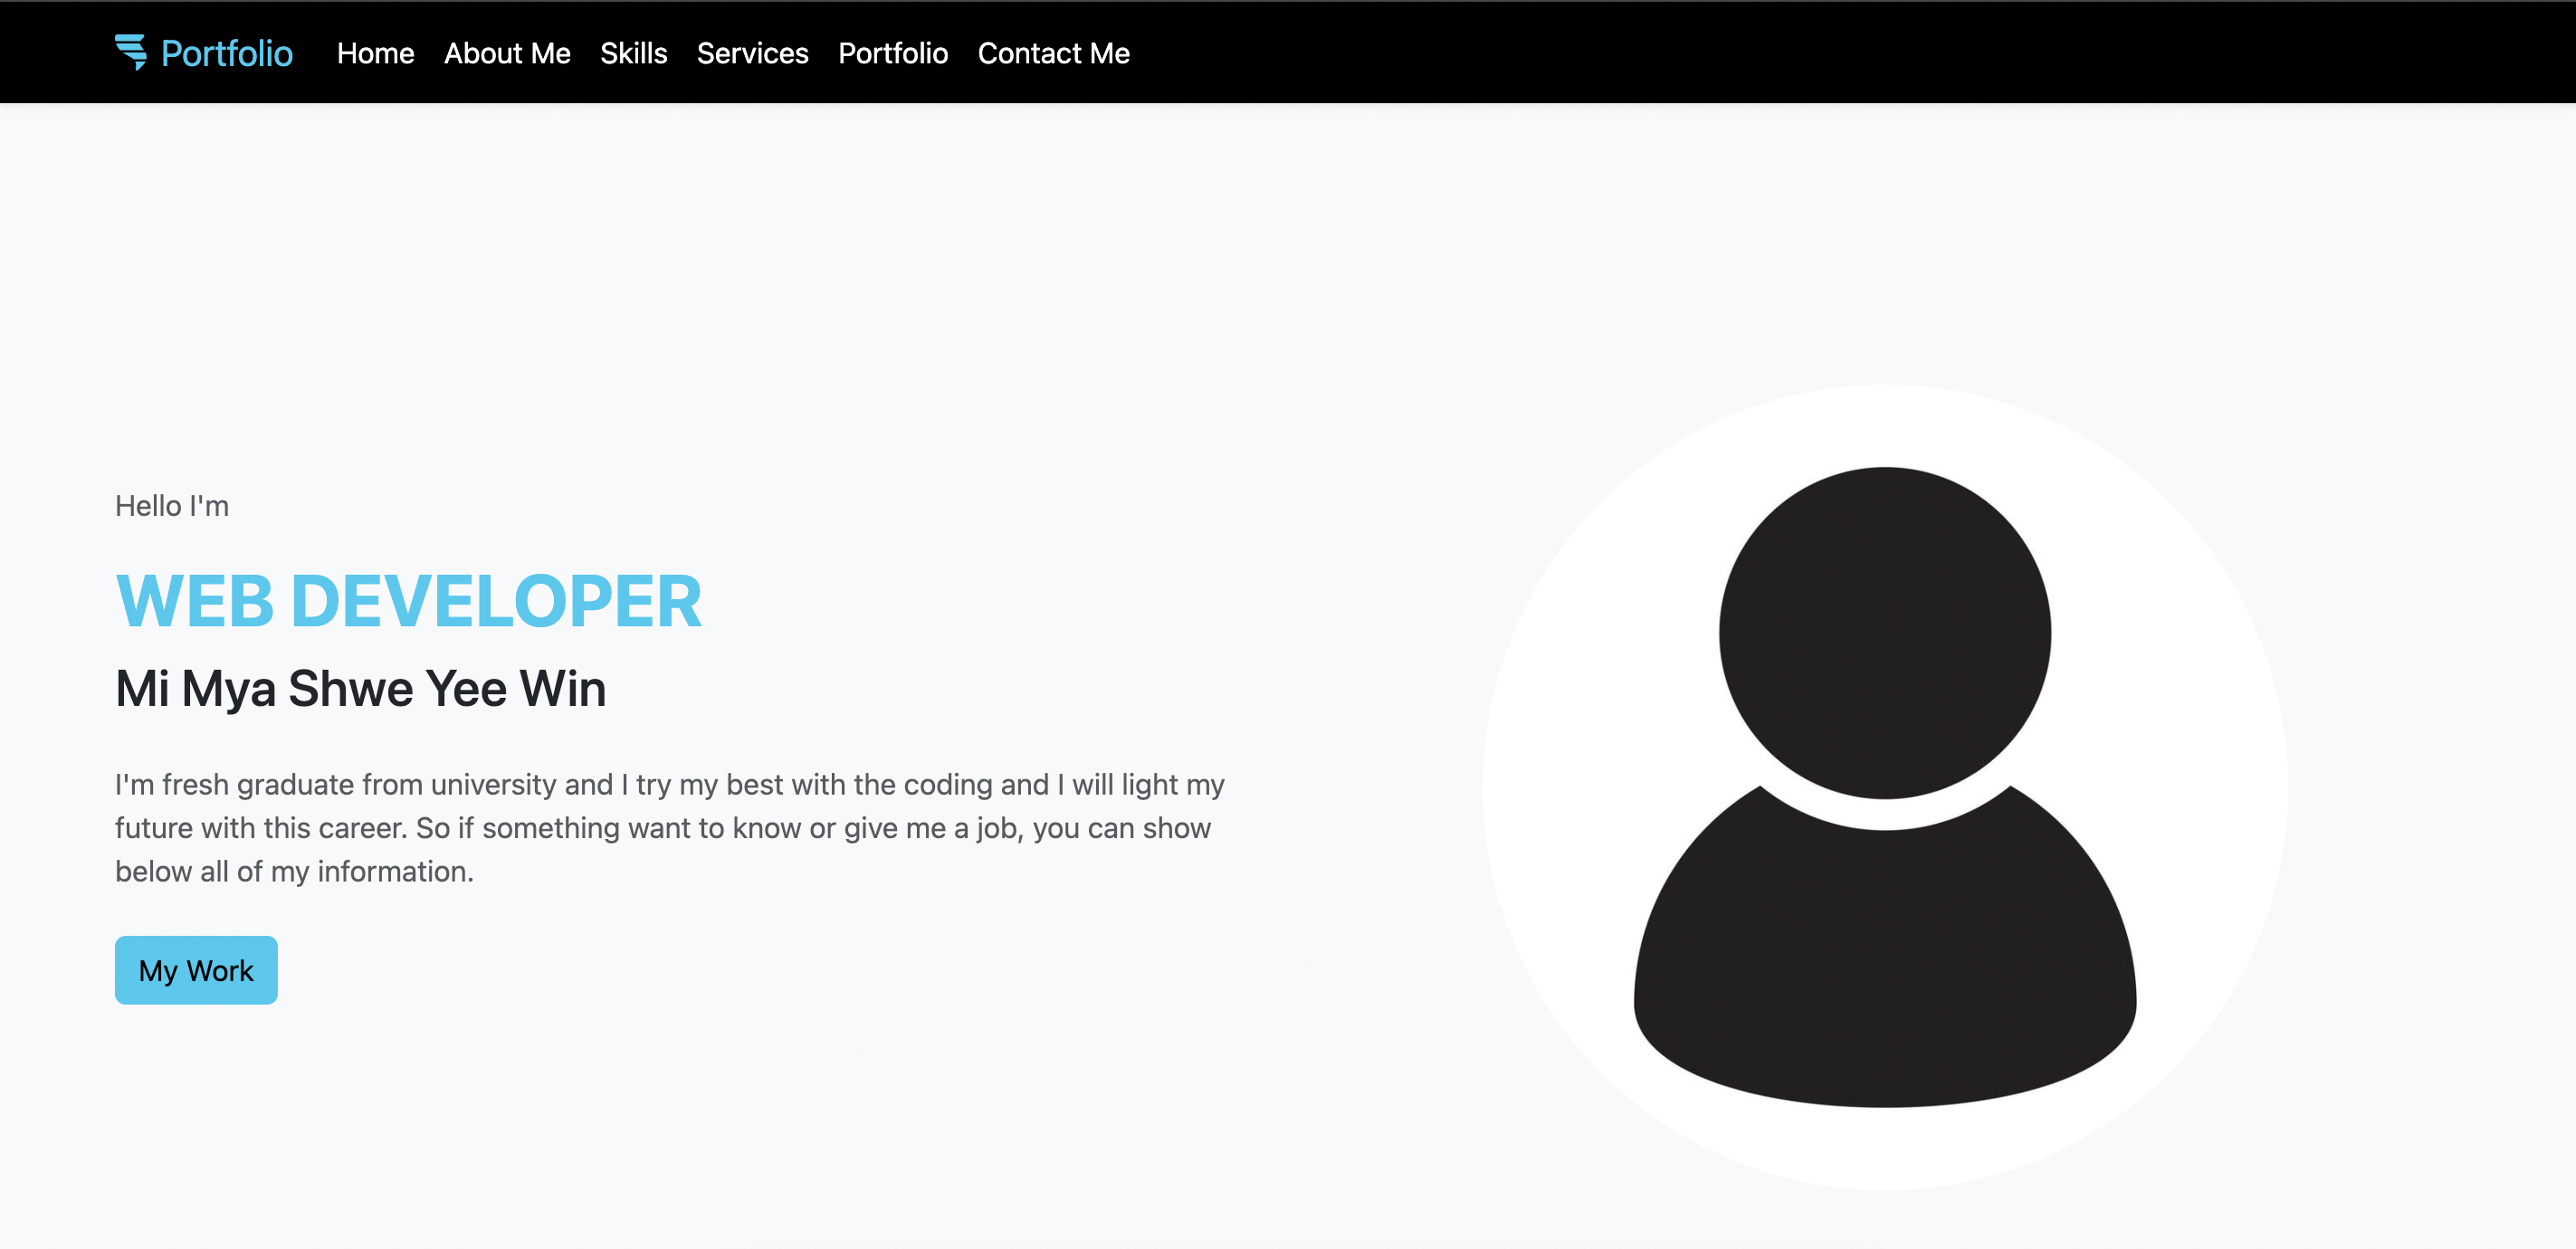 Portfolio Home About Me Skills Services Portfolio Contact Me
Hello I'm
WEB DEVELOPER
Mi Mya Shwe Yee Win
I'm fresh graduate from university and I try my best with the coding and I will light my
future with this career. So if something want to know or give me a job, you can show
below all of my information.
My Work